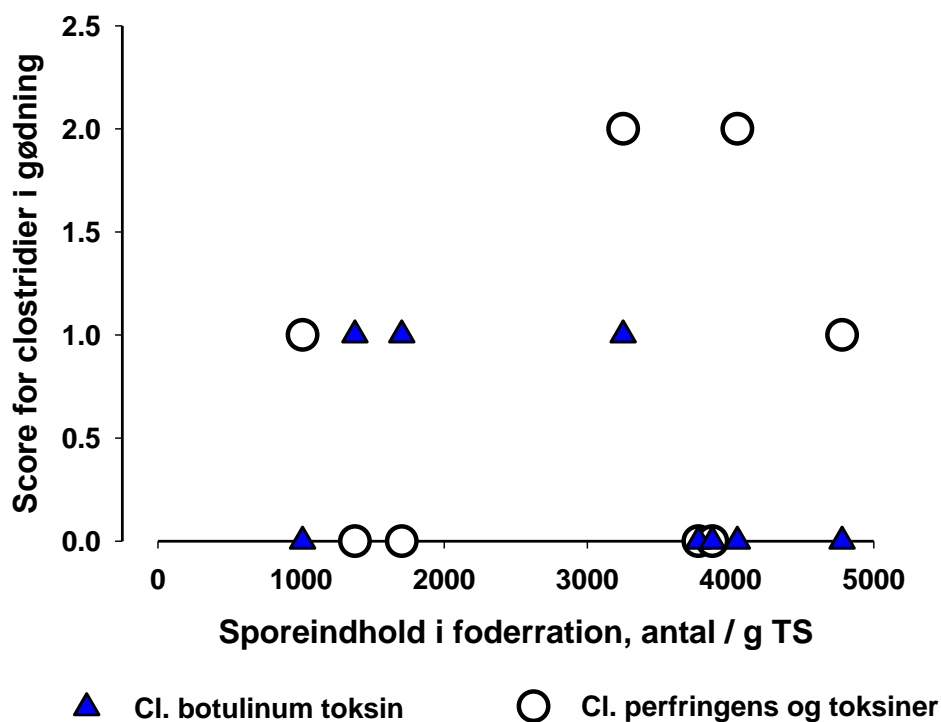 Score for clostridier i gødning
2.5
2.0
1.5
1.0
0.5
0.0
0 1000 2000 3000 4000 5000
Sporeindhold i foderration, antal / g TS
Cl. botulinum toksin
Cl. perfringens og toksiner